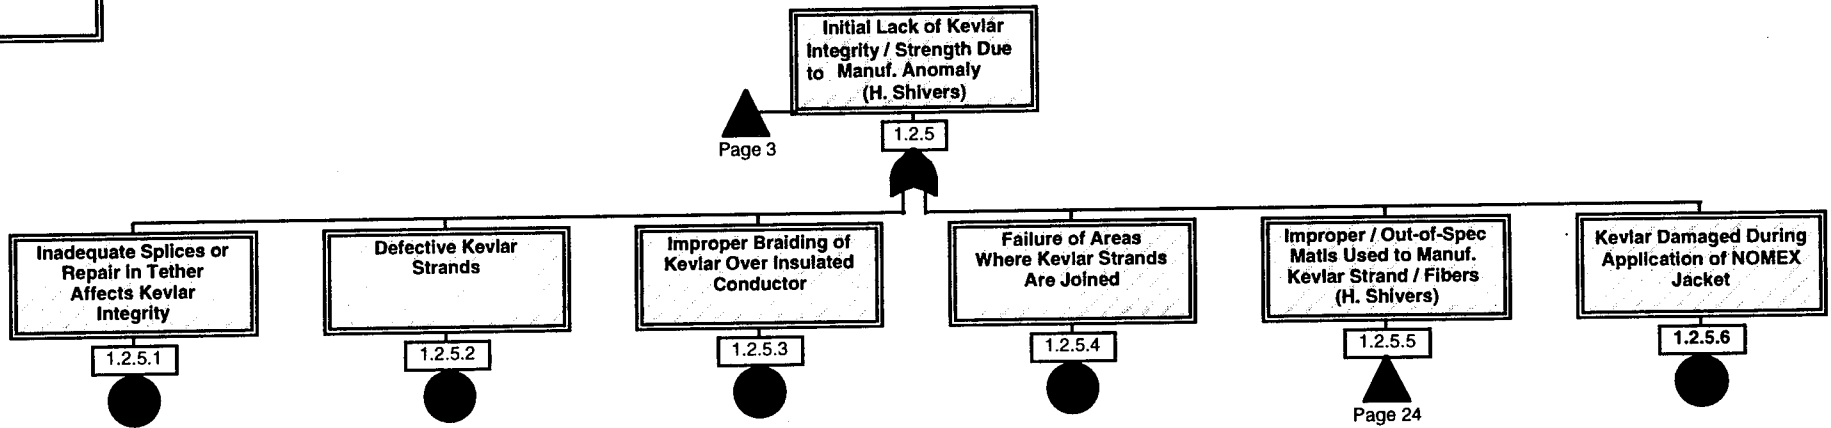 Initial Lack of Kevlar
Integrity / Strength Due
to Manuf. Anomaly
(H. Shivers)
Page 3
1.2.5
Inadequate Splices or
Repair in Tether
Affects Kevlar
Integrity
1.2.5.1
Defective Kevlar
Strands
1.2.5.2
Improper Braiding of
Kevlar Over Insulated
Conductor
1.2.5.3
Failure of Areas
Where Kevlar Strands
Are Joined
1.2.5.4
Improper / Out-of-Spec
Matls Used to Manuf.
Kevlar Strand / Fibers
(H. Shivers)
1.2.5.5
Page 24
Kevlar Damaged During
Application of NOMEX
Jacket
1.2.5.6